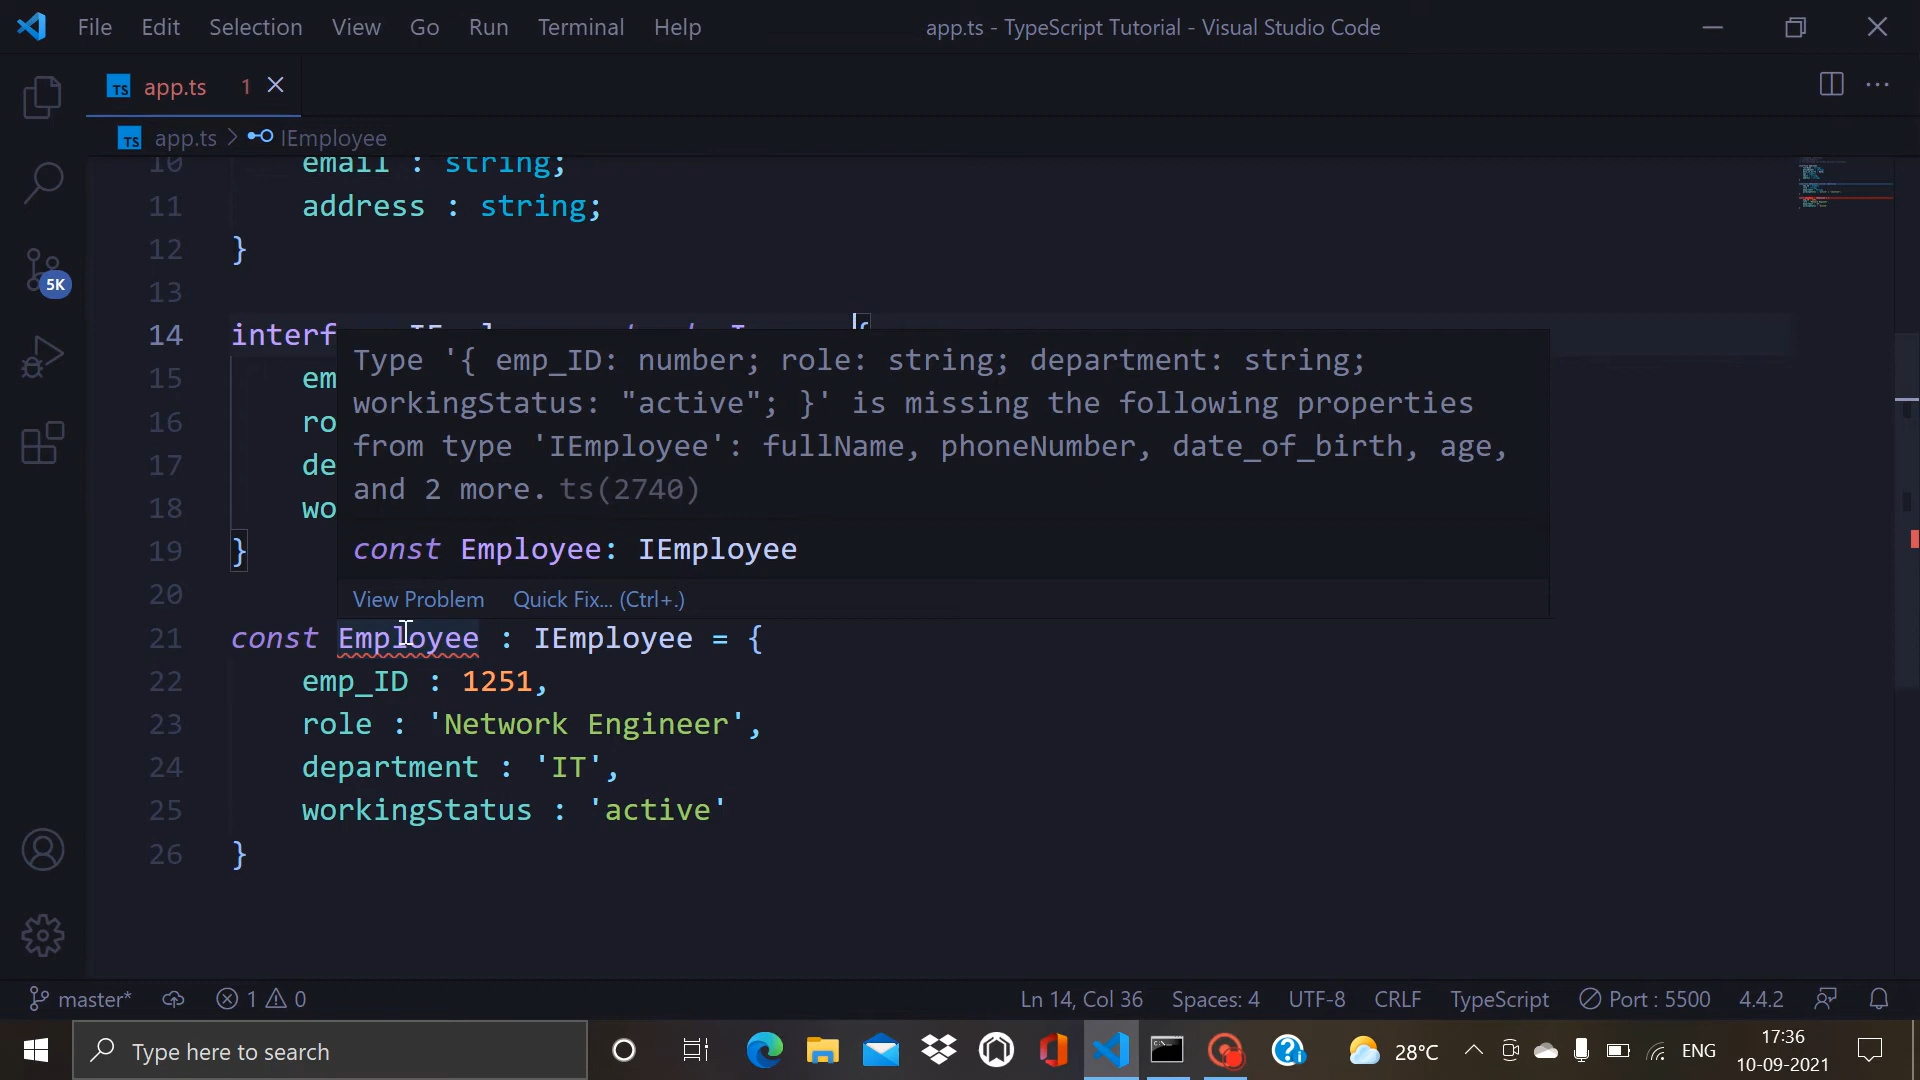 File Edit Selection View Go Run Terminal Help
app.ts - TypeScript Tutorial - Visual Studio Code
TS app.ts 1
TS app.ts > IEmployee
10 email : string;
11 address : string;
12 }
13
14 interf
Type '{ emp_ID: number; role: string; department: string;
workingStatus: "active"; }' is missing the following properties
from type 'IEmployee': fullName, phoneNumber, date_of_birth, age,
and 2 more. ts(2740)
const Employee: IEmployee
View Problem Quick Fix... (Ctrl+.)
15 em
16 ro
17 de
18 wo
19 }
20
21 const Employee : IEmployee = {
22 emp_ID : 1251,
23 role : 'Network Engineer',
24 department : 'IT',
25 workingStatus : 'active'
26 }
5K
master* 1 0 Ln 14, Col 36 Spaces: 4 UTF-8 CRLF TypeScript Port : 5500 4.4.2
Type here to search
28°C ENG
17:36
10-09-2021